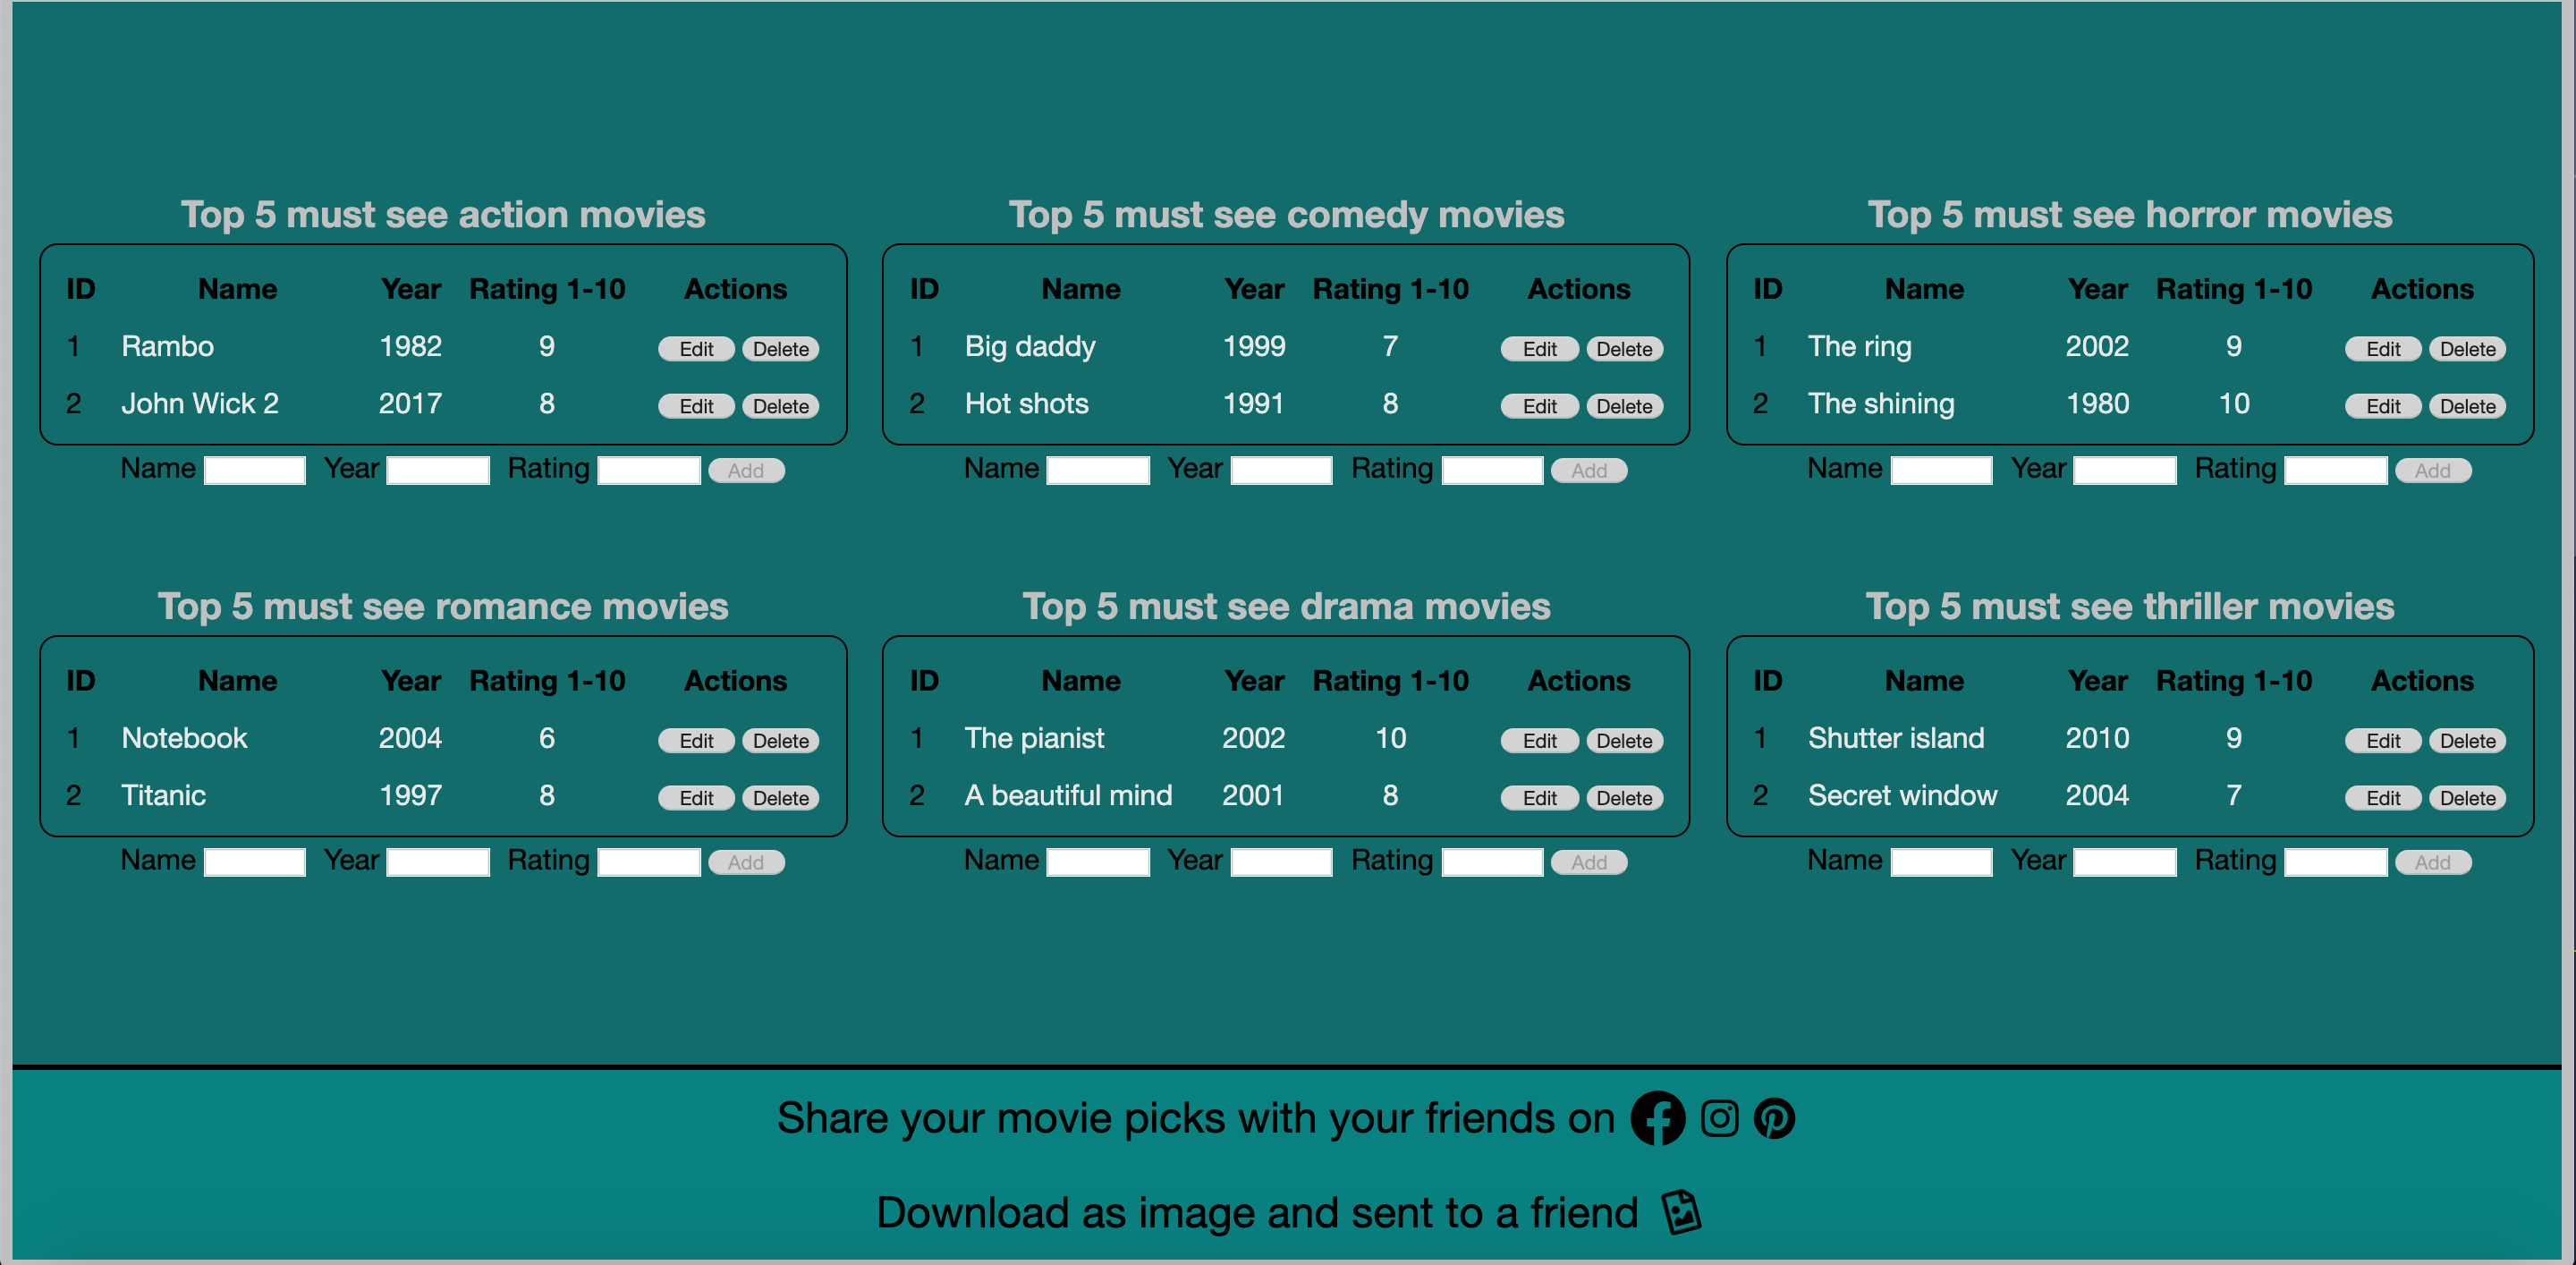 Top 5 must see action movies
ID Name Year Rating 1-10 Actions
1 Rambo 1982 9 Edit Delete
2 John Wick 2 2017 8 Edit Delete
Name Year Rating Add
Top 5 must see comedy movies
ID Name Year Rating 1-10 Actions
1 Big daddy 1999 7 Edit Delete
2 Hot shots 1991 8 Edit Delete
Name Year Rating Add
Top 5 must see horror movies
ID Name Year Rating 1-10 Actions
1 The ring 2002 9 Edit Delete
2 The shining 1980 10 Edit Delete
Name Year Rating Add
Top 5 must see romance movies
ID Name Year Rating 1-10 Actions
1 Notebook 2004 6 Edit Delete
2 Titanic 1997 8 Edit Delete
Name Year Rating Add
Top 5 must see drama movies
ID Name Year Rating 1-10 Actions
1 The pianist 2002 10 Edit Delete
2 A beautiful mind 2001 8 Edit Delete
Name Year Rating Add
Top 5 must see thriller movies
ID Name Year Rating 1-10 Actions
1 Shutter island 2010 9 Edit Delete
2 Secret window 2004 7 Edit Delete
Name Year Rating Add
Share your movie picks with your friends on
Download as image and sent to a friend